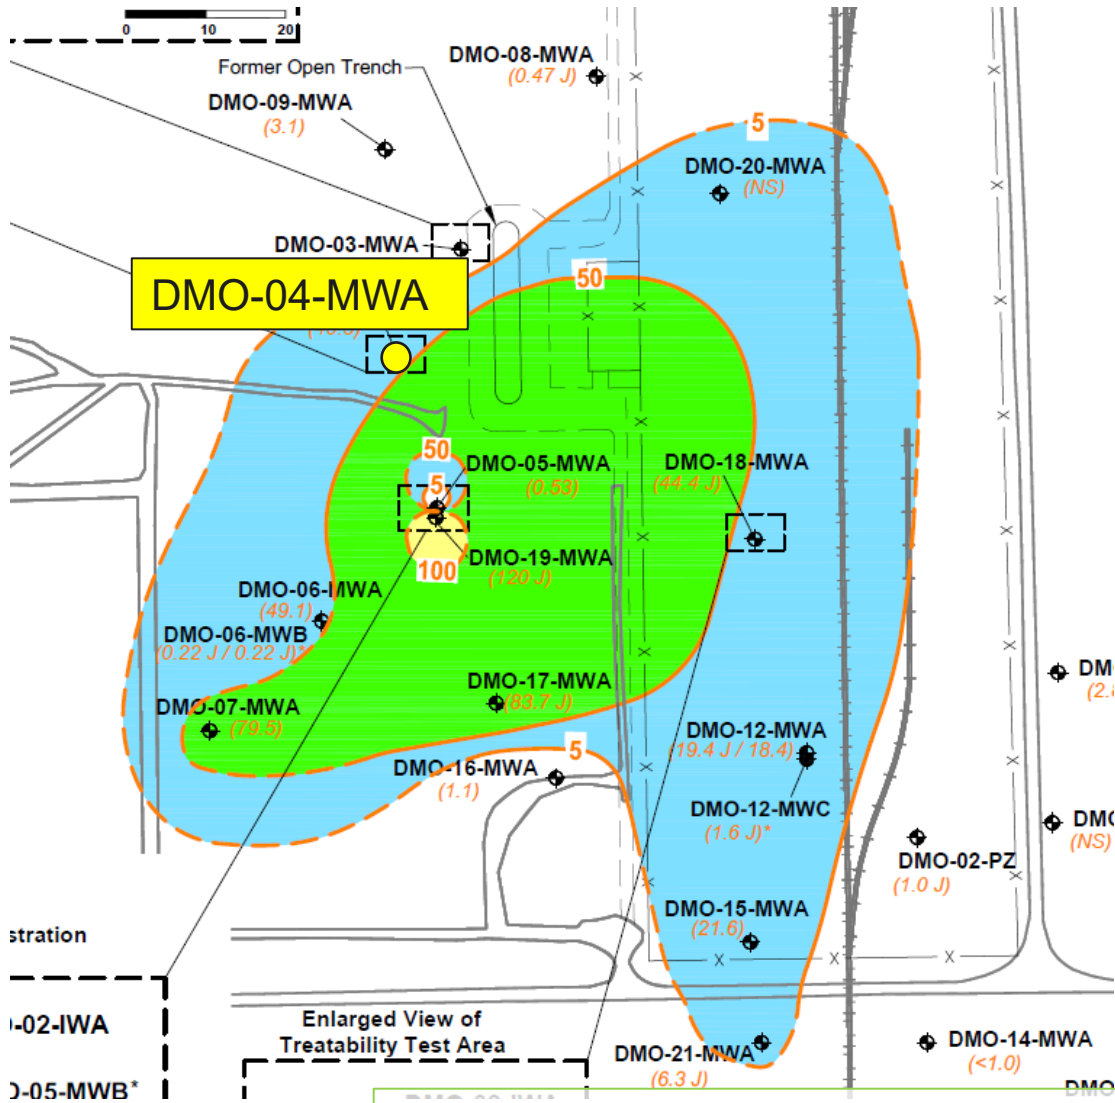 0 10 20
Former Open Trench
DMO-08-MWA
(0.47 J)
DMO-09-MWA
(3.1)
5
DMO-20-MWA
(NS)
DMO-03-MWA
50
DMO-04-MWA
50
DMO-05-MWA
(0.53)
5
DMO-18-MWA
(44.4 J)
DMO-19-MWA
(120 J)
100
DMO-06-MWA
(49.1)
DMO-06-MWB
(0.22 J / 0.22 J)*
DMO-17-MWA
(83.7 J)
DMO-07-MWA
(79.5)
DM
(2.8
DMO-12-MWA
(19.4 J / 18.4)
5
DMO-16-MWA
(1.1)
DMO-12-MWC
(1.6 J)*
DMO
(NS)
DMO-02-PZ
(1.0 J)
DMO-15-MWA
(21.6)
stration
-02-IWA
Enlarged View of
Treatability Test Area
DMO-21-MWA
(6.3 J)
DMO-14-MWA
(<1.0)
-05-MWB*
DMO